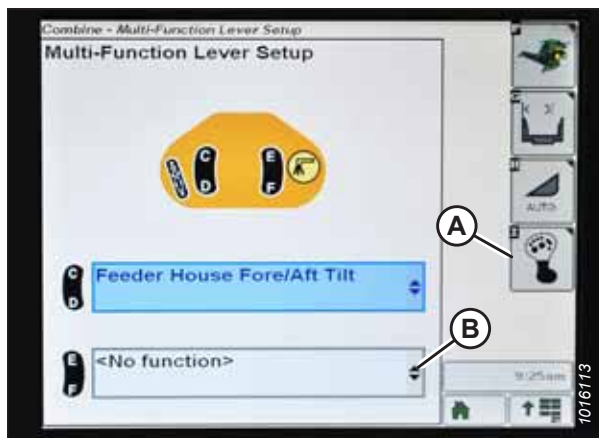 Combine - Multi-Function Lever Setup
Multi-Function Lever Setup
C
D
E
F
AUTO
A
C
D
Feeder House Fore/Aft Tilt
B
E
F
<No function>
9:25am
1016113